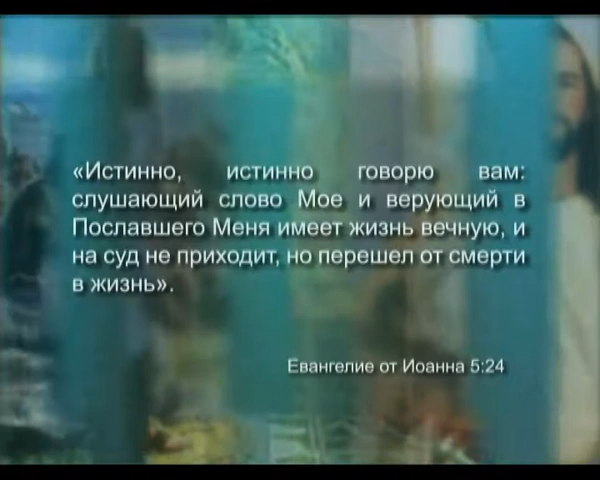 «Истинно, истинно говорю вам:
слушающий слово Мое и верующий в
Пославшего Меня имеет жизнь вечную, и
на суд не приходит, но перешел от смерти
в жизнь».
Евангелие от Иоанна 5:24